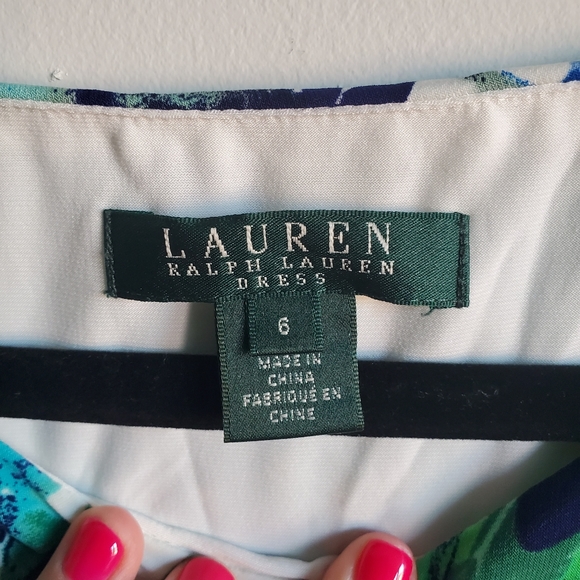 LAUREN
RALPH LAUREN
DRESS
6
MADE IN
CHINA
FABRIQUÉ EN
CHINE